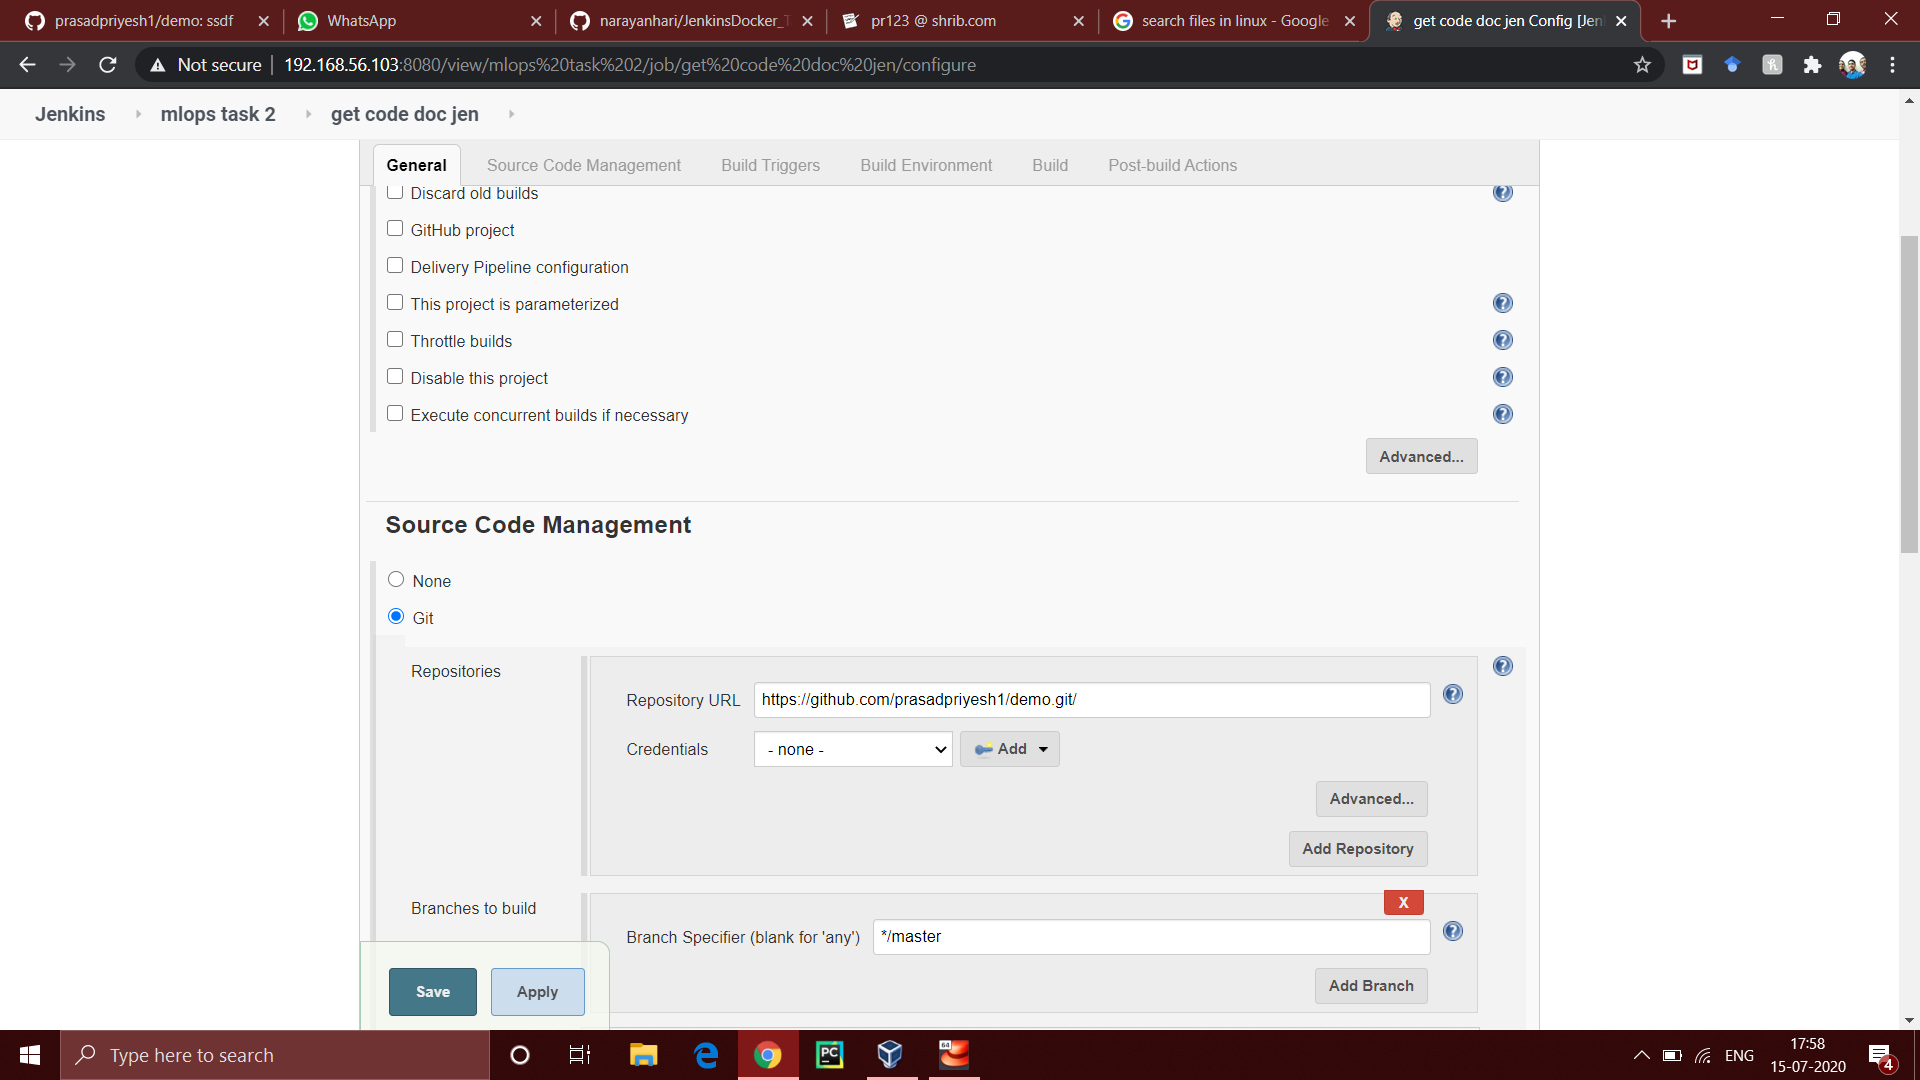 prasadpriyesh1/demo: ssdf
WhatsApp
narayanhari/JenkinsDocker_T
pr123 @ shrib.com
search files in linux - Google
get code doc jen Config [Jen
Not secure
192.168.56.103:8080/view/mlops%20task%202/job/get%20code%20doc%20jen/configure
Jenkins
mlops task 2
get code doc jen
General
Source Code Management
Build Triggers
Build Environment
Build
Post-build Actions
Discard old builds
GitHub project
Delivery Pipeline configuration
This project is parameterized
Throttle builds
Disable this project
Execute concurrent builds if necessary
Advanced...
Source Code Management
None
Git
Repositories
Repository URL
https://github.com/prasadpriyesh1/demo.git/
Credentials
- none -
Add
Advanced...
Add Repository
Branches to build
X
Branch Specifier (blank for 'any')
*/master
Add Branch
Save
Apply
Type here to search
PC
64
ENG
17:58
15-07-2020
4